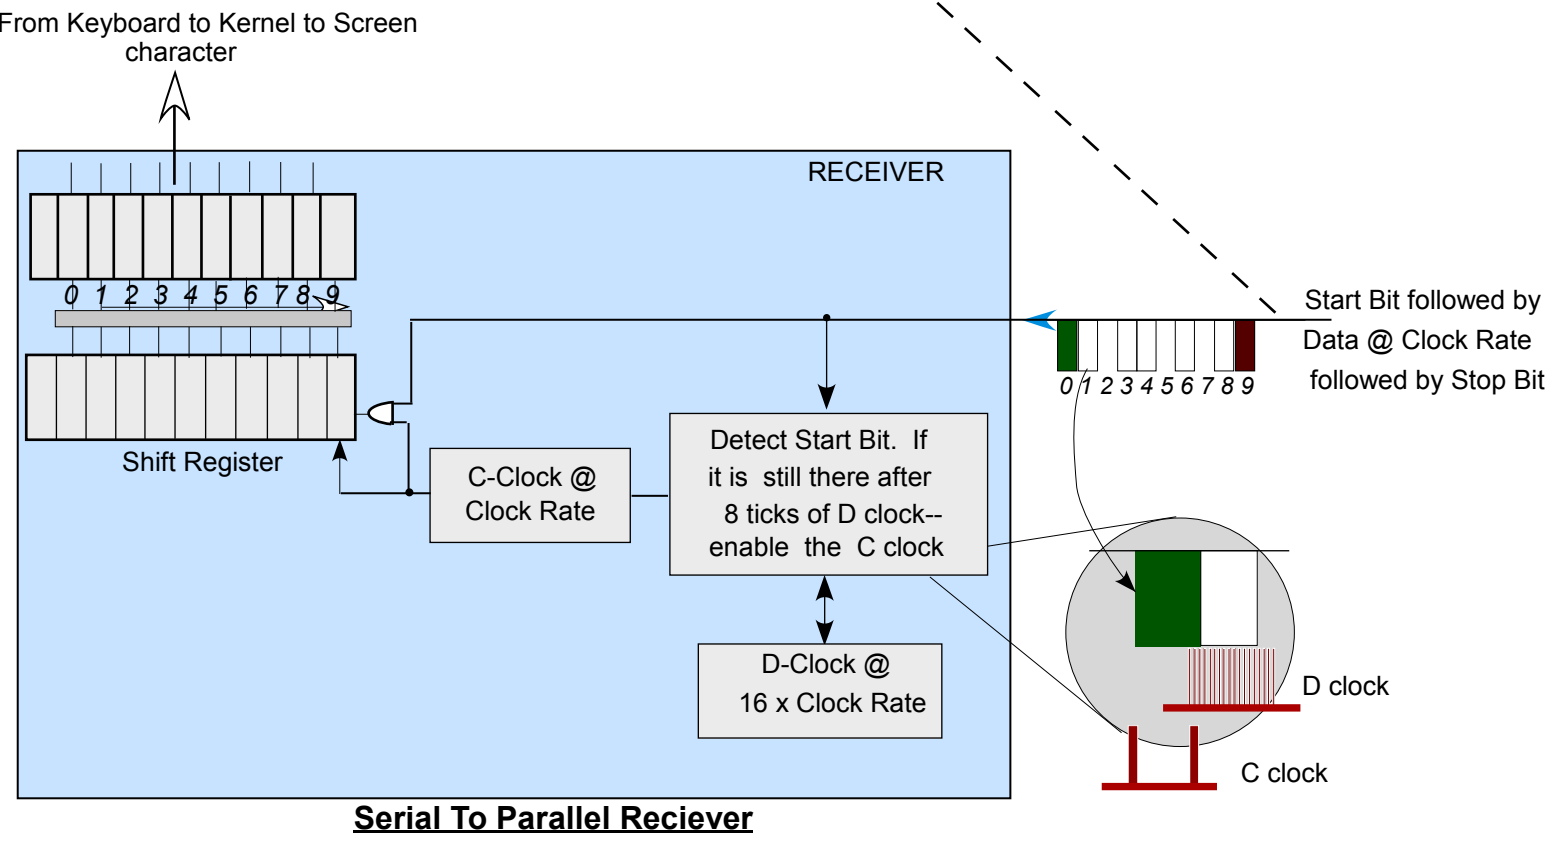 From Keyboard to Kernel to Screen
character
RECEIVER
0 1 2 3 4 5 6 7 8 9
Shift Register
C-Clock @
Clock Rate
Detect Start Bit. If
it is still there after
8 ticks of D clock--
enable the C clock
D-Clock @
16 x Clock Rate
Start Bit followed by
Data @ Clock Rate
followed by Stop Bit
0 1 2 3 4 5 6 7 8 9
D clock
C clock
Serial To Parallel Reciever